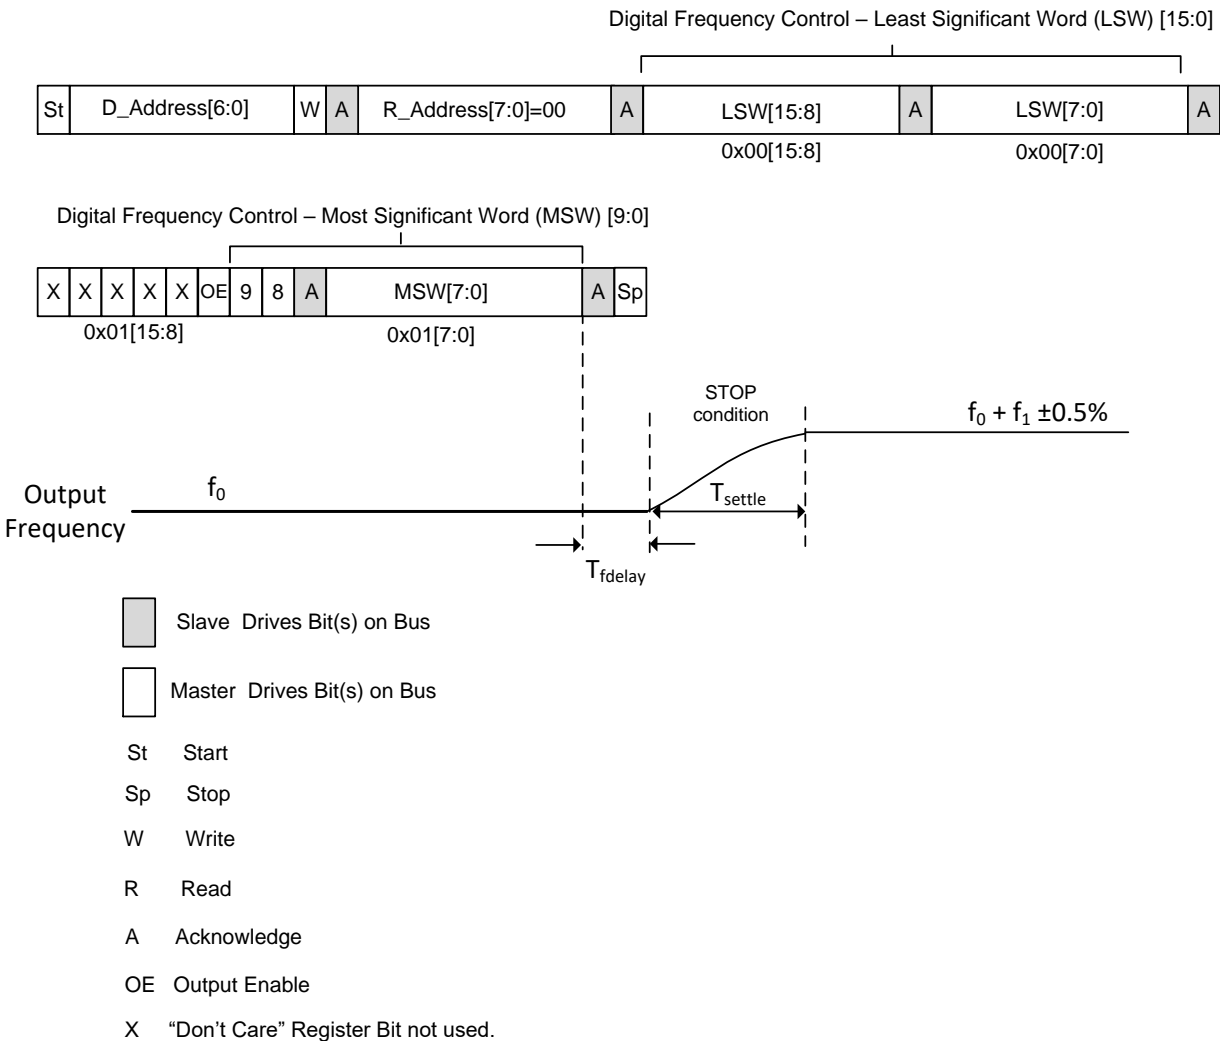 Digital Frequency Control – Least Significant Word (LSW) [15:0]
St D_Address[6:0] W A R_Address[7:0]=00 A LSW[15:8] A LSW[7:0] A
0x00[15:8] 0x00[7:0]
Digital Frequency Control – Most Significant Word (MSW) [9:0]
X X X X X OE 9 8 A MSW[7:0] A Sp
0x01[15:8] 0x01[7:0]
STOP
condition
f0 + f1 ±0.5%
Output
Frequency
f0
Tsettle
Tfdelay
Slave Drives Bit(s) on Bus
Master Drives Bit(s) on Bus
St Start
Sp Stop
W Write
R Read
A Acknowledge
OE Output Enable
X “Don’t Care” Register Bit not used.